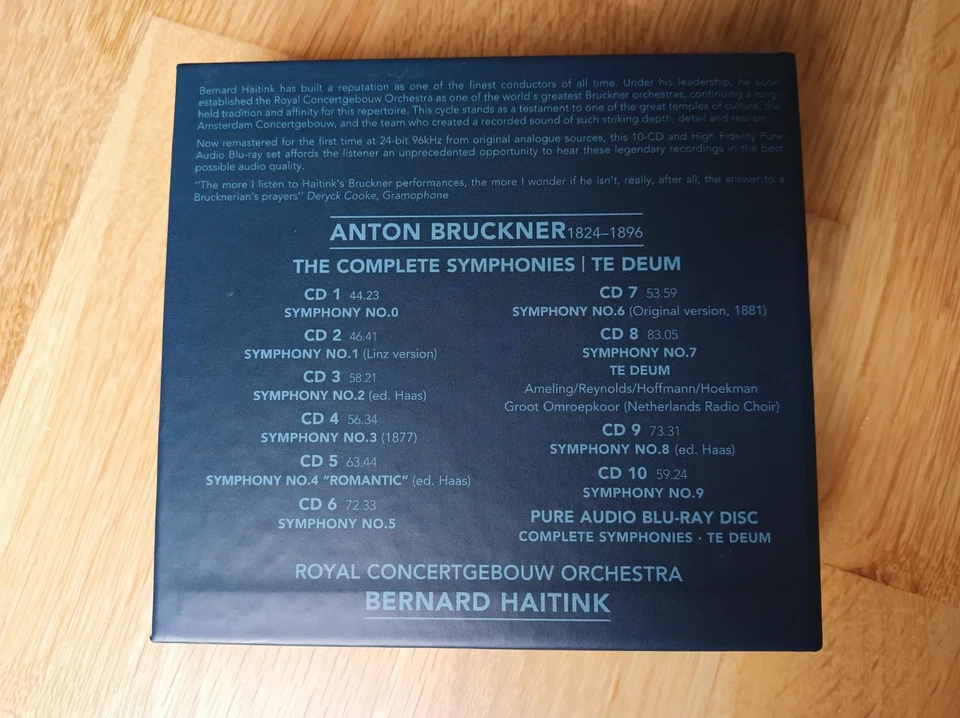 Bernard Haitink has built a reputation as one of the finest conductors of all time. Under his leadership, he soon
established the Royal Concertgebouw Orchestra as one of the world's greatest Bruckner orchestras, continuing a long-
held tradition and affinity for this repertoire. This cycle stands as a testament to one of the great temples of culture, the
Amsterdam Concertgebouw, and the team who created a recorded sound of such striking depth, detail and realism.
Now remastered for the first time at 24-bit 96kHz from original analogue sources, this 10-CD and High Fidelity Pure
Audio Blu-ray set affords the listener an unprecedented opportunity to hear these legendary recordings in the best
possible audio quality.
"The more I listen to Haitink's Bruckner performances, the more I wonder if he isn't, really, after all, the answer to a
Brucknerian's prayers" Deryck Cooke, Gramophone
ANTON BRUCKNER 1824–1896
THE COMPLETE SYMPHONIES | TE DEUM
CD 1 44.23
SYMPHONY NO.0
CD 2 46.41
SYMPHONY NO.1 (Linz version)
CD 3 58.21
SYMPHONY NO.2 (ed. Haas)
CD 4 56.34
SYMPHONY NO.3 (1877)
CD 5 63.44
SYMPHONY NO.4 "ROMANTIC" (ed. Haas)
CD 6 72.33
SYMPHONY NO.5
CD 7 53.59
SYMPHONY NO.6 (Original version, 1881)
CD 8 83.05
SYMPHONY NO.7
TE DEUM
Ameling/Reynolds/Hoffmann/Hoekman
Groot Omroepkoor (Netherlands Radio Choir)
CD 9 73.31
SYMPHONY NO.8 (ed. Haas)
CD 10 59.24
SYMPHONY NO.9
PURE AUDIO BLU-RAY DISC
COMPLETE SYMPHONIES · TE DEUM
ROYAL CONCERTGEBOUW ORCHESTRA
BERNARD HAITINK